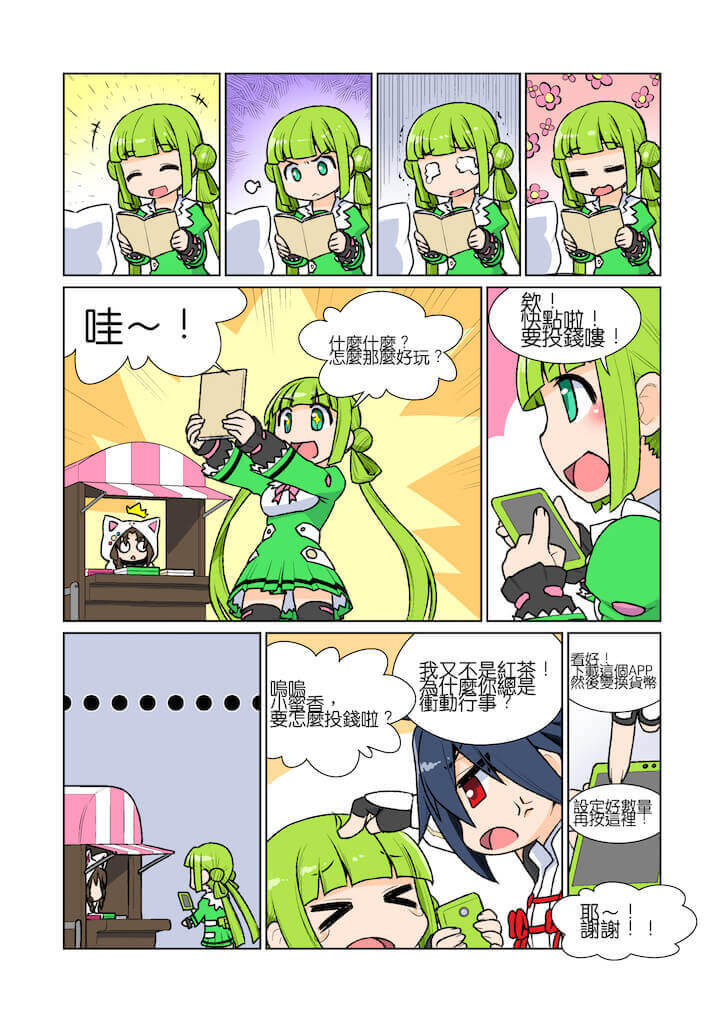 哇～！
什麼什麼？
怎麼那麼好玩？
欸！
快點啦！
要投錢嘍！
嗚嗚
小蜜香，
要怎麼投錢啦？
我又不是紅茶！
為什麼你總是
衝動行事？
看好！
下載這個APP
然後變換貨幣
設定好數量
再按這裡！
耶～！
謝謝！！